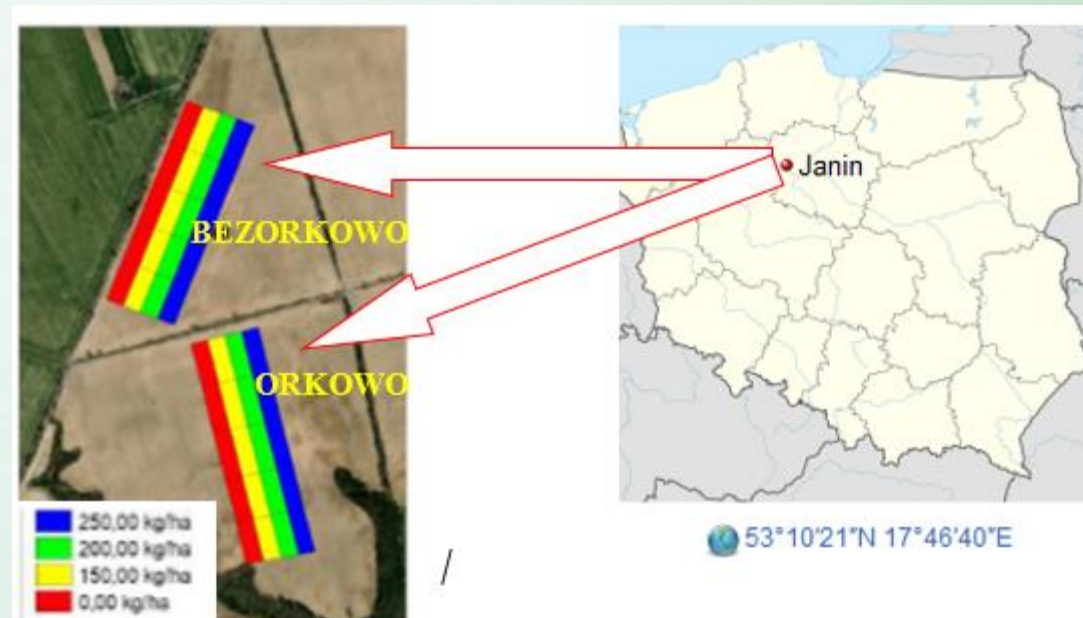 BEZORKOWO
ORKOWO
250,00 kg/ha
200,00 kg/ha
150,00 kg/ha
0,00 kg/ha
/
Janin
53°10′21″N 17°46′40″E